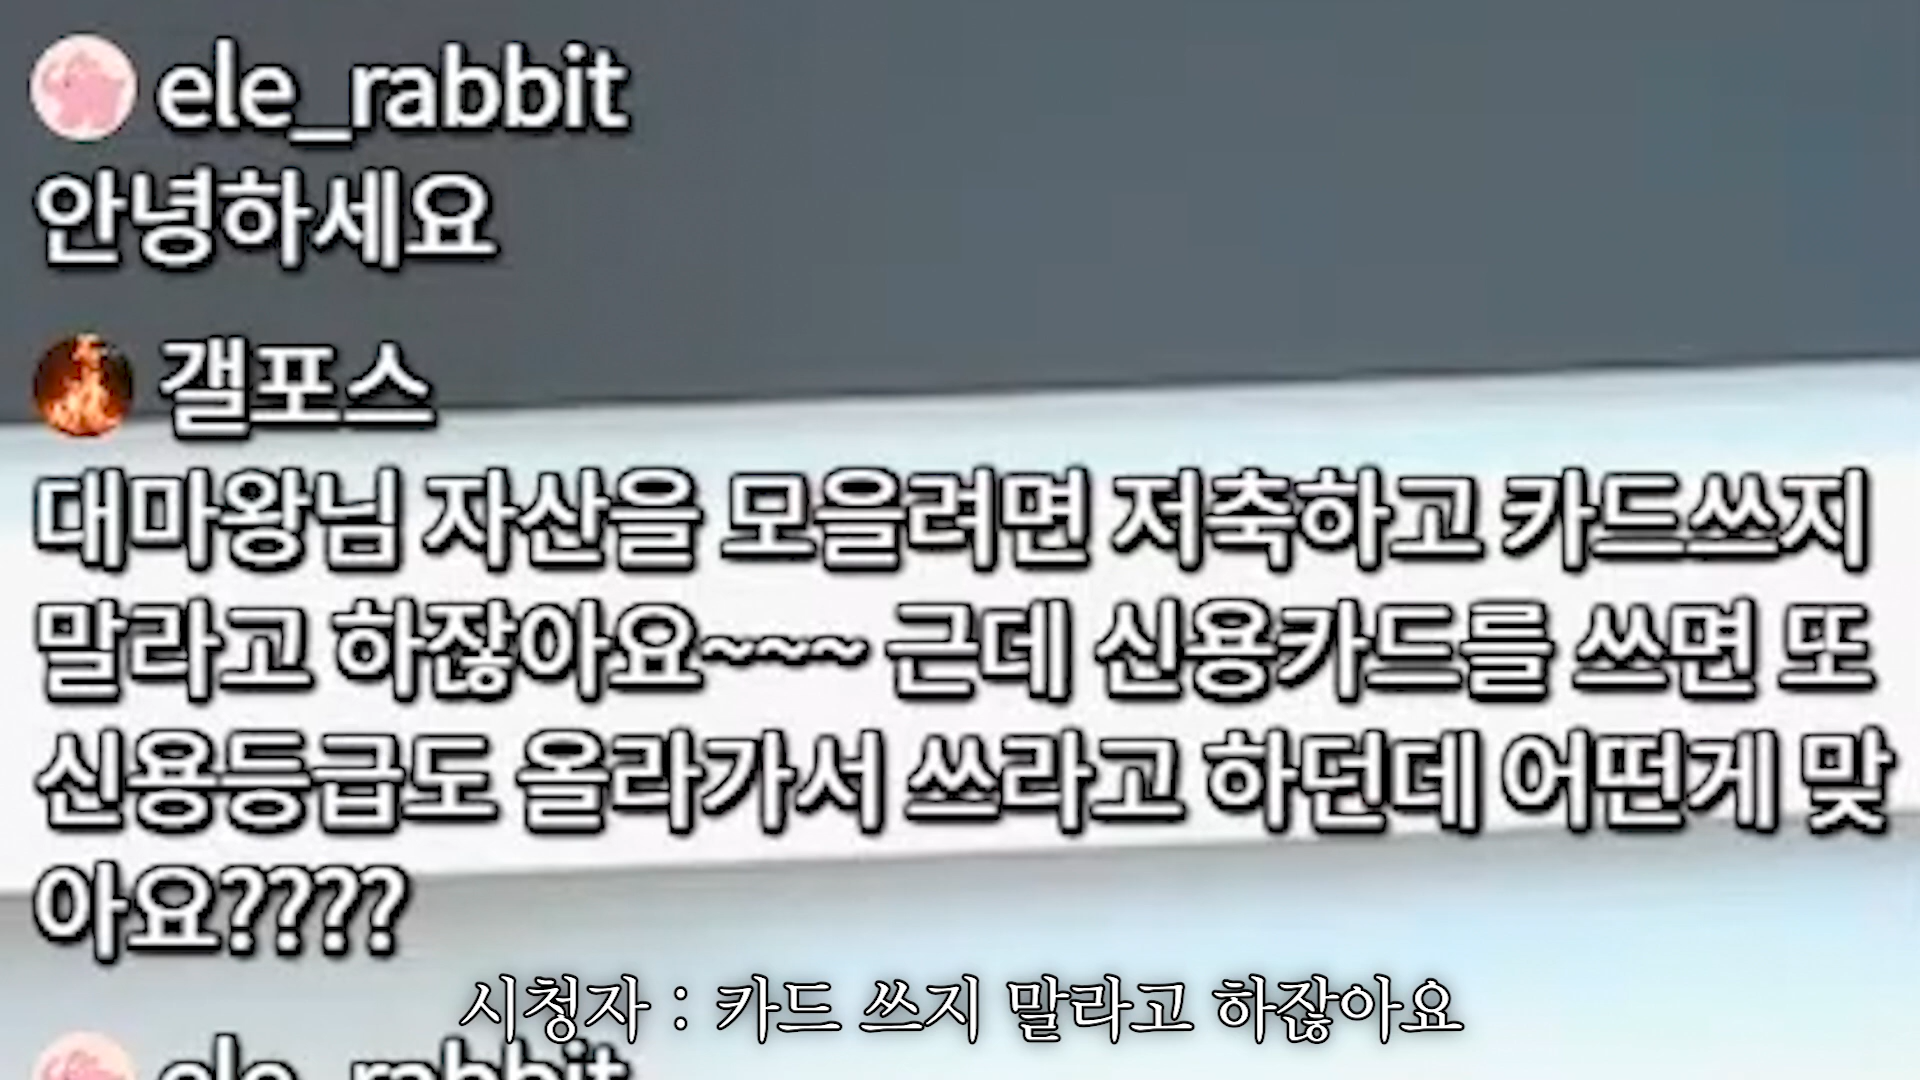 ele_rabbit
안녕하세요
갤포스
대마왕님 자산을 모을려면 저축하고 카드쓰지
말라고 하잖아요~~~ 근데 신용카드를 쓰면 또
신용등급도 올라가서 쓰라고 하던데 어떤게 맞
아요????
시청자 : 카드 쓰지 말라고 하잖아요
ele_rabbit